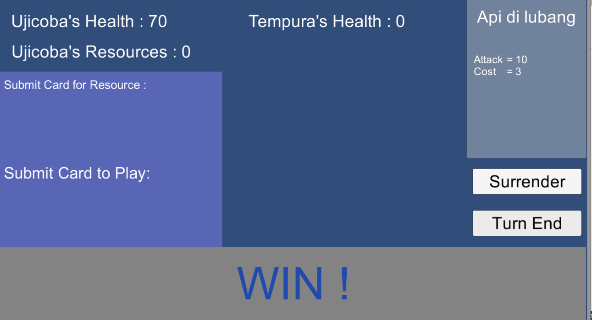 Ujicoba's Health : 70
Tempura's Health : 0
Api di lubang
Ujicoba's Resources : 0
Attack = 10
Cost = 3
Submit Card for Resource :
Submit Card to Play:
Surrender
Turn End
WIN !